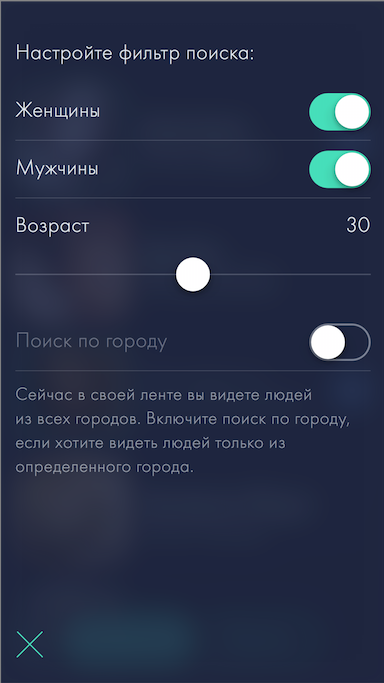 Настройте фильтр поиска:
Женщины
Мужчины
Возраст 30
Поиск по городу
Сейчас в своей ленте вы видете людей
из всех городов. Включите поиск по городу,
если хотите видеть людей только из
определенного города.